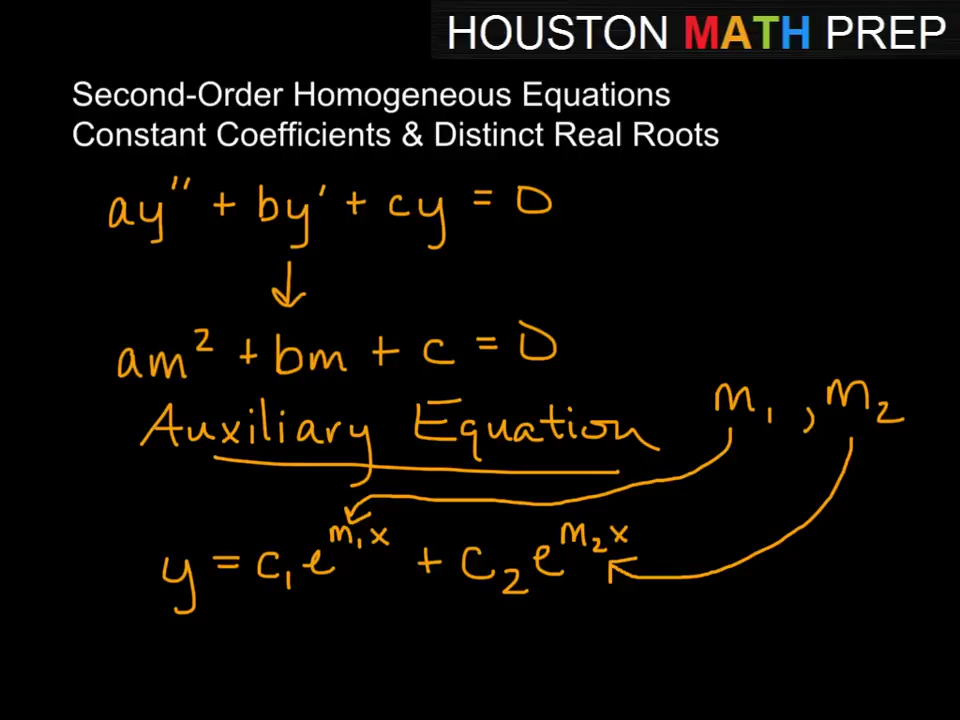 HOUSTON MATH PREP
Second-Order Homogeneous Equations
Constant Coefficients & Distinct Real Roots
ay'' + by' + cy = 0
↓
am² + bm + c = 0
Auxiliary Equation
m₁ , m₂
y = c₁e^{m₁x} + c₂e^{m₂x}